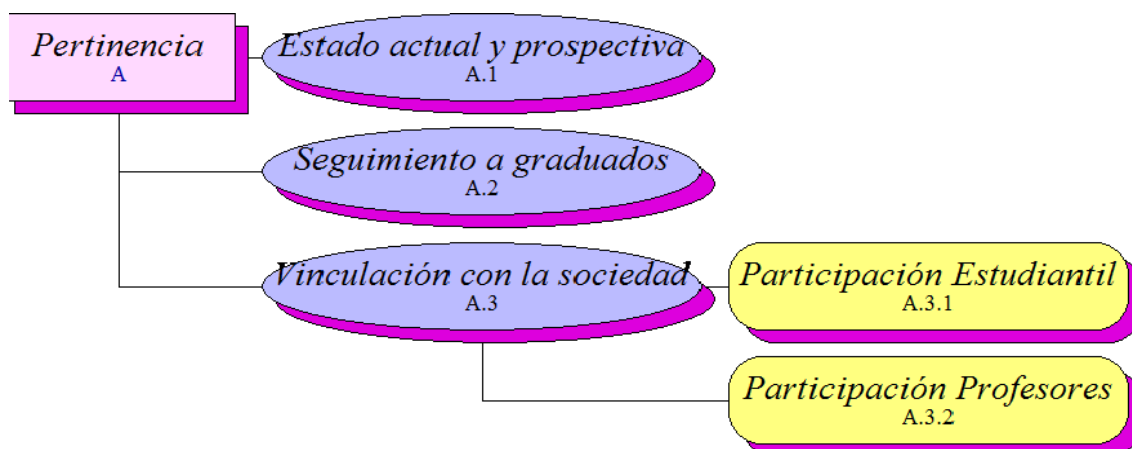 Pertinencia
A
Estado actual y prospectiva
A.1
Seguimiento a graduados
A.2
Vinculación con la sociedad
A.3
Participación Estudiantil
A.3.1
Participación Profesores
A.3.2